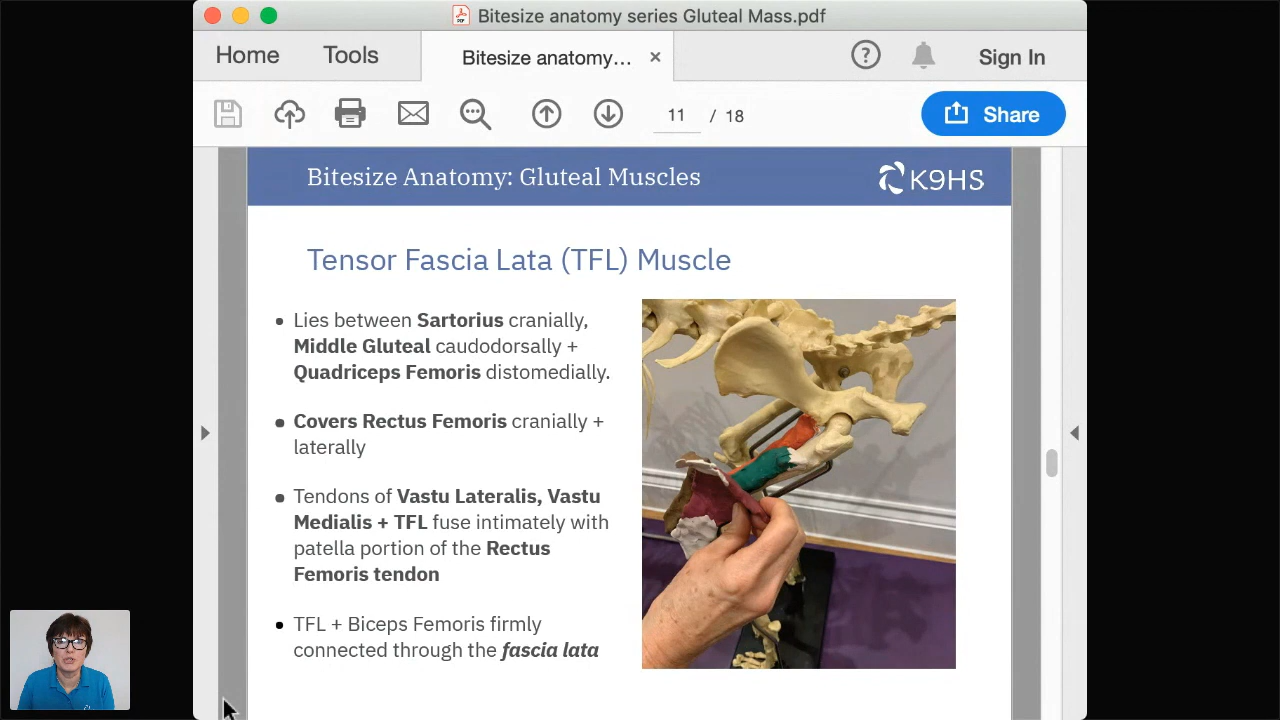 Bitesize anatomy series Gluteal Mass.pdf
Home
Tools
Bitesize anatomy...
Sign In
11 / 18
Share
Bitesize Anatomy: Gluteal Muscles
K9HS
Tensor Fascia Lata (TFL) Muscle
• Lies between Sartorius cranially,
Middle Gluteal caudodorsally +
Quadriceps Femoris distomedially.
• Covers Rectus Femoris cranially +
laterally
• Tendons of Vastu Lateralis, Vastu
Medialis + TFL fuse intimately with
patella portion of the Rectus
Femoris tendon
• TFL + Biceps Femoris firmly
connected through the fascia lata